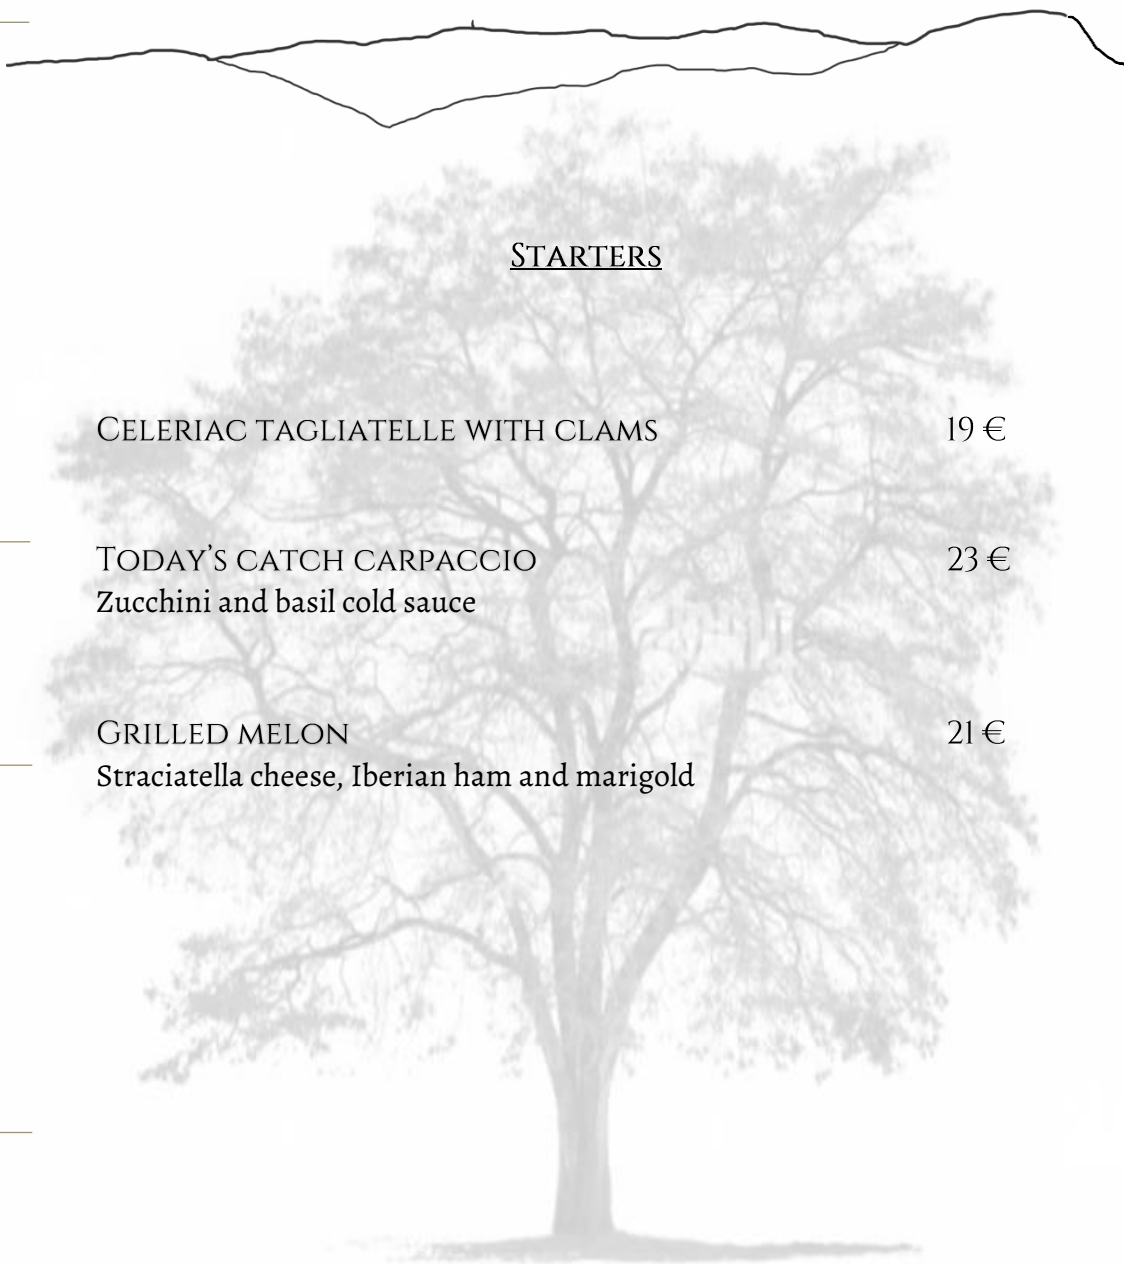 Starters
Celeriac tagliatelle with clams 19 €
Today’s catch carpaccio 23 €
Zucchini and basil cold sauce
Grilled melon 21 €
Straciatella cheese, Iberian ham and marigold